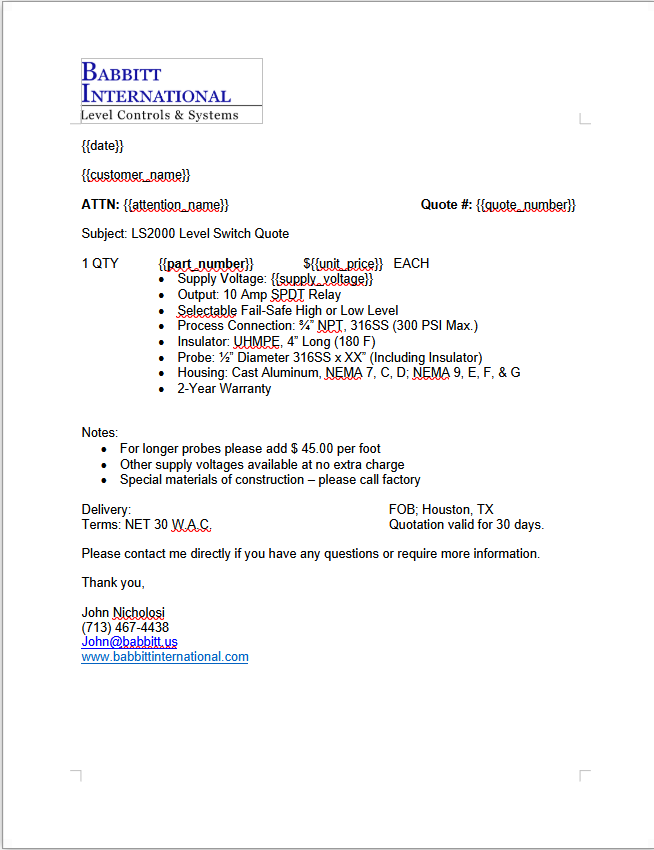 BABBITT
INTERNATIONAL
Level Controls & Systems
{{date}}
{{customer_name}}
ATTN: {{attention_name}} Quote #: {{quote_number}}
Subject: LS2000 Level Switch Quote
1 QTY {{part_number}} ${{unit_price}} EACH
• Supply Voltage: {{supply_voltage}}
• Output: 10 Amp SPDT Relay
• Selectable Fail-Safe High or Low Level
• Process Connection: ¾” NPT, 316SS (300 PSI Max.)
• Insulator: UHMPE, 4” Long (180 F)
• Probe: ½” Diameter 316SS x XX” (Including Insulator)
• Housing: Cast Aluminum, NEMA 7, C, D; NEMA 9, E, F, & G
• 2-Year Warranty
Notes:
• For longer probes please add $ 45.00 per foot
• Other supply voltages available at no extra charge
• Special materials of construction – please call factory
Delivery: FOB; Houston, TX
Terms: NET 30 W.A.C. Quotation valid for 30 days.
Please contact me directly if you have any questions or require more information.
Thank you,
John Nicholosi
(713) 467-4438
John@babbitt.us
www.babbittinternational.com